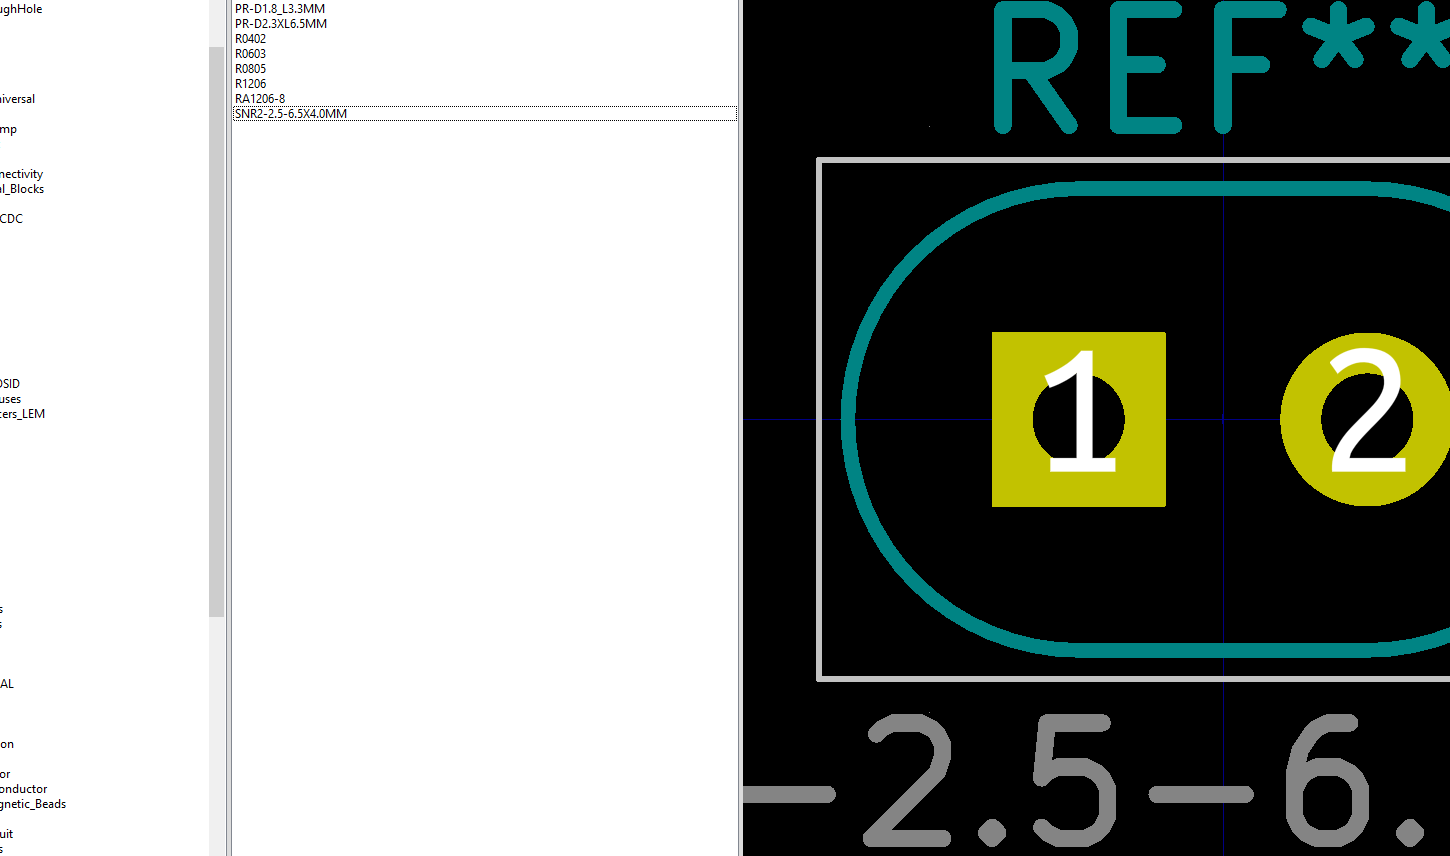 ughHole
iversal
mp
nectivity
al_Blocks
CDC
OSID
uses
cers_LEM
s
s
AL
on
or
onductor
gnetic_Beads
uit
s
PR-D1.8_L3.3MM
PR-D2.3XL6.5MM
R0402
R0603
R0805
R1206
RA1206-8
SNR2-2.5-6.5X4.0MM
REF**
1 2
-2.5-6.